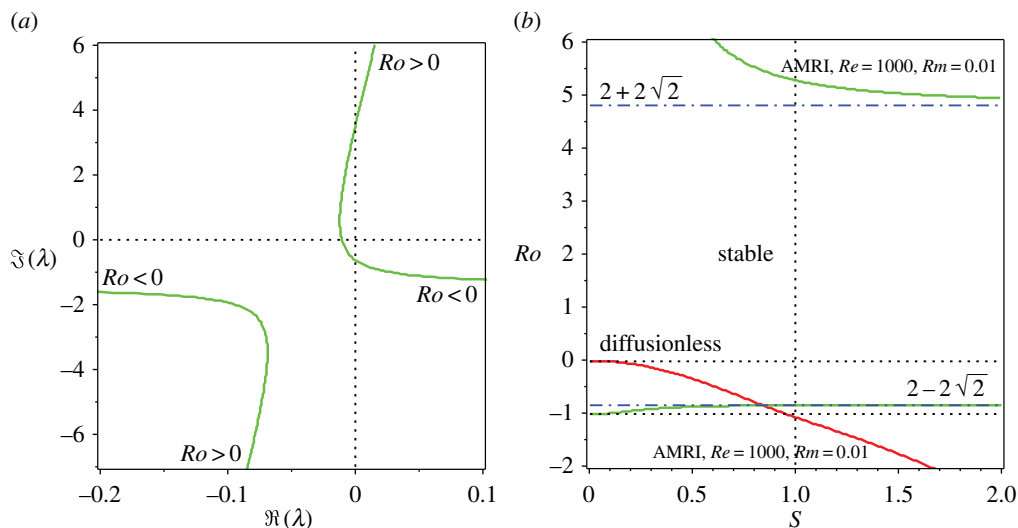 (a)
6
4
2
0
−2
−4
−6
ℑ(λ)
Ro > 0
Ro < 0
Ro < 0
Ro > 0
−0.2
−0.1
0
0.1
ℜ(λ)
(b)
6
5
4
3
2
1
0
−1
−2
Ro
AMRI, Re = 1000, Rm = 0.01
2 + 2√2
stable
diffusionless
2 − 2√2
AMRI, Re = 1000, Rm = 0.01
0
0.5
1.0
1.5
2.0
S